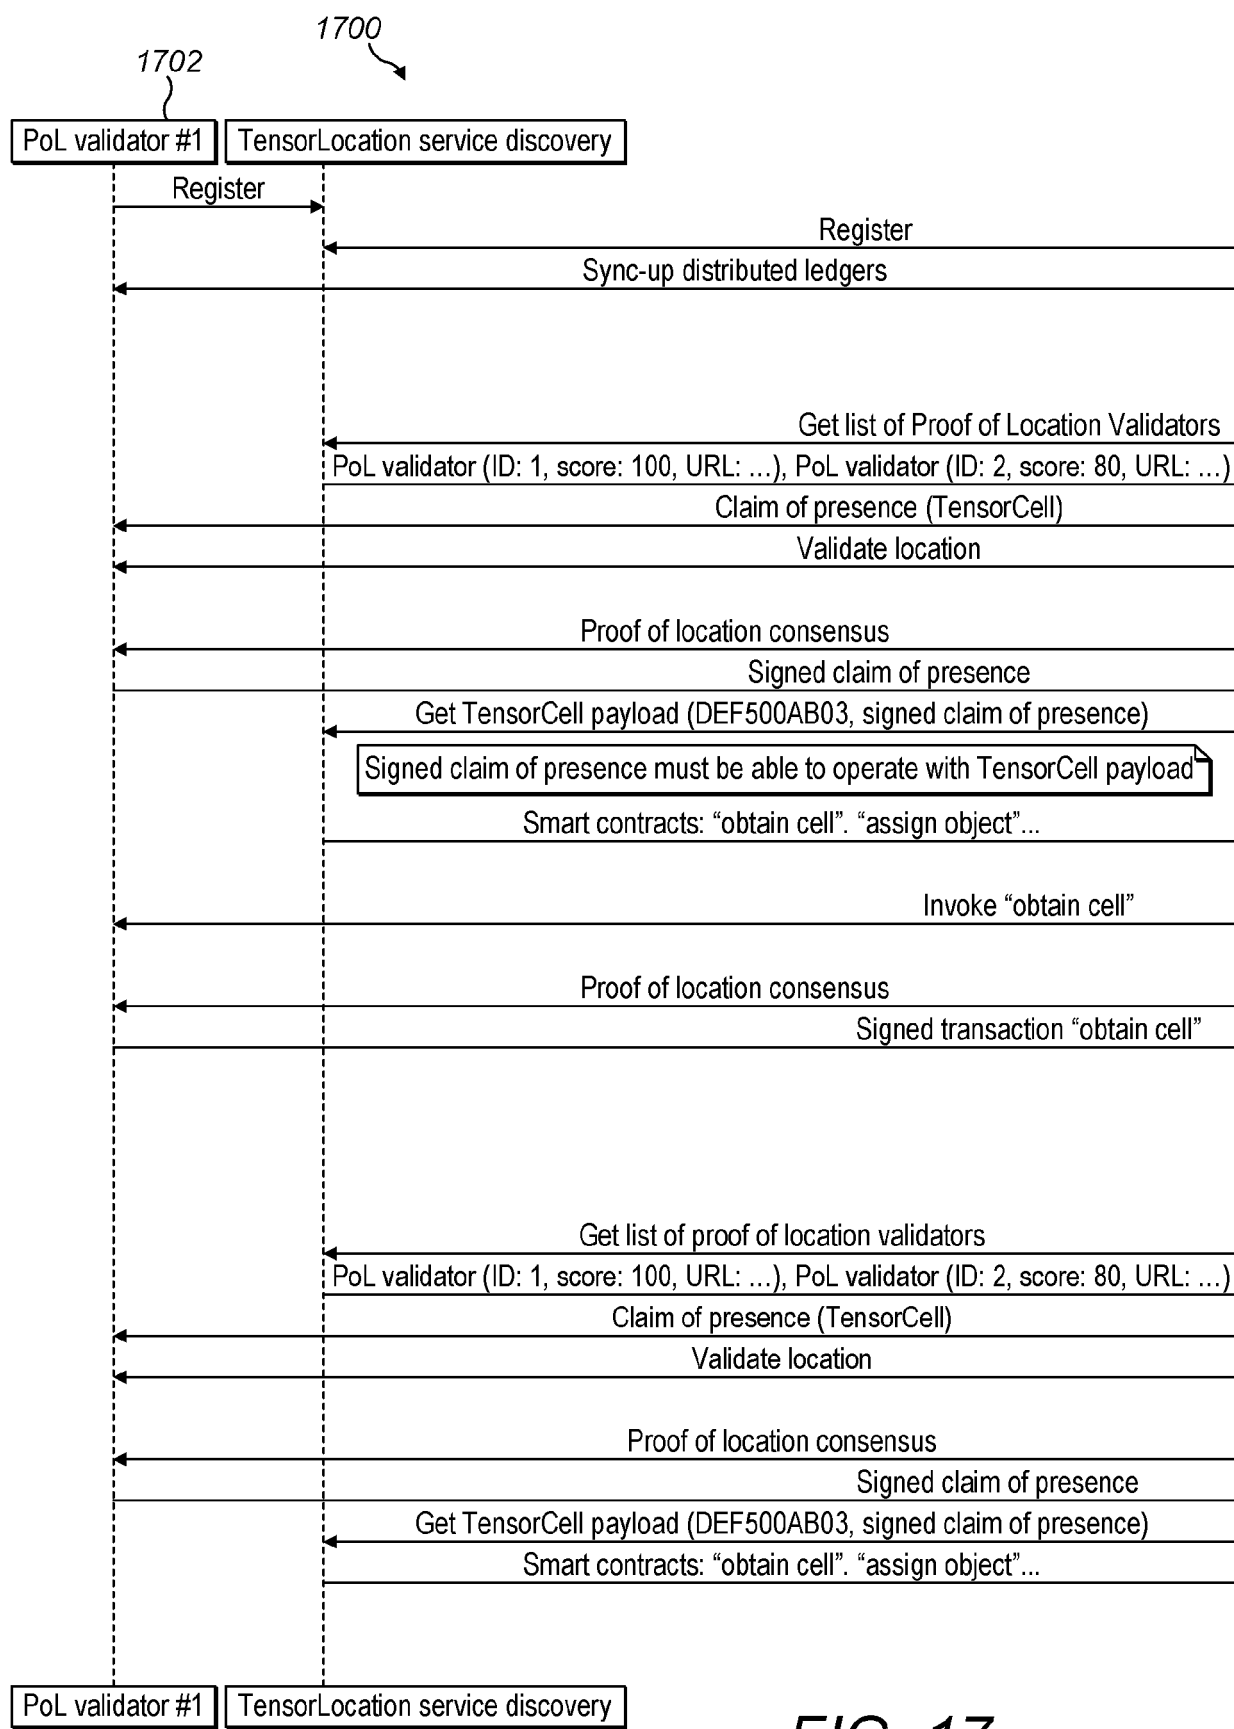 1700
1702
PoL validator #1
TensorLocation service discovery
Register
Register
Sync-up distributed ledgers
Get list of Proof of Location Validators
PoL validator (ID: 1, score: 100, URL: ...), PoL validator (ID: 2, score: 80, URL: ...)
Claim of presence (TensorCell)
Validate location
Proof of location consensus
Signed claim of presence
Get TensorCell payload (DEF500AB03, signed claim of presence)
Signed claim of presence must be able to operate with TensorCell payload
Smart contracts: “obtain cell”. “assign object”...
Invoke “obtain cell”
Proof of location consensus
Signed transaction “obtain cell”
Get list of proof of location validators
PoL validator (ID: 1, score: 100, URL: ...), PoL validator (ID: 2, score: 80, URL: ...)
Claim of presence (TensorCell)
Validate location
Proof of location consensus
Signed claim of presence
Get TensorCell payload (DEF500AB03, signed claim of presence)
Smart contracts: “obtain cell”. “assign object”...
PoL validator #1
TensorLocation service discovery
FIG. 17